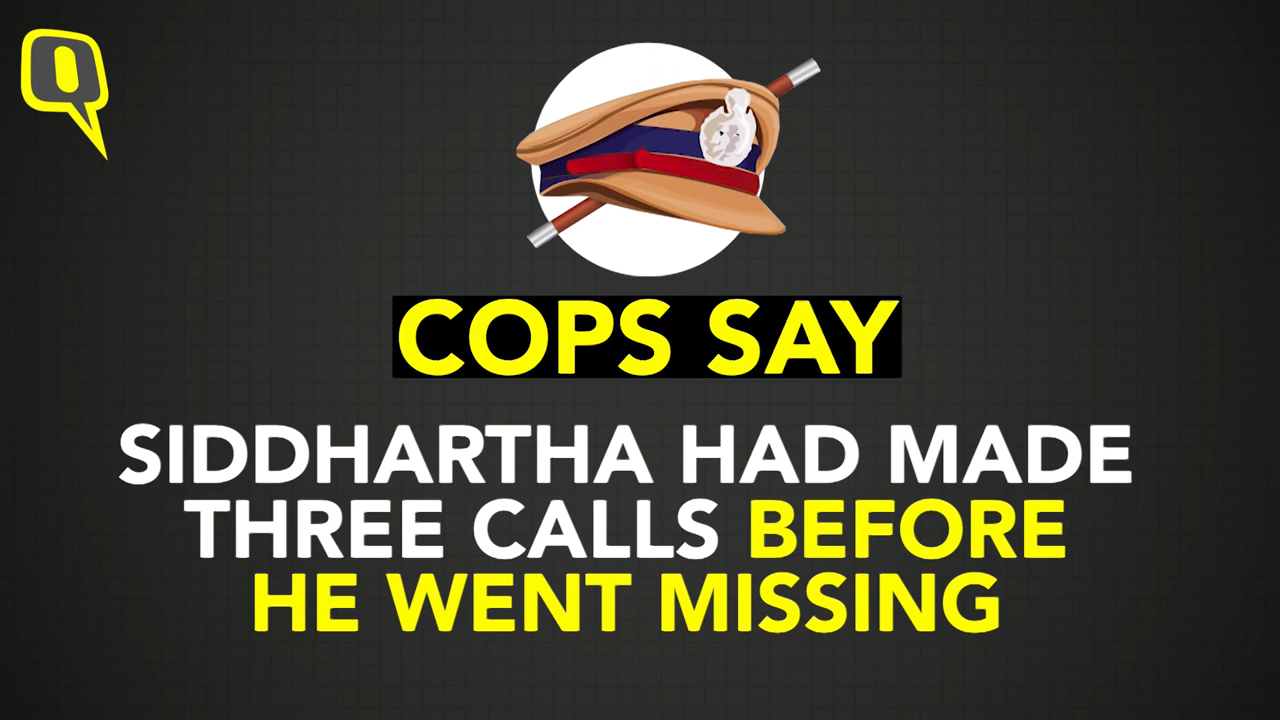 Q
COPS SAY
SIDDHARTHA HAD MADE
THREE CALLS BEFORE
HE WENT MISSING